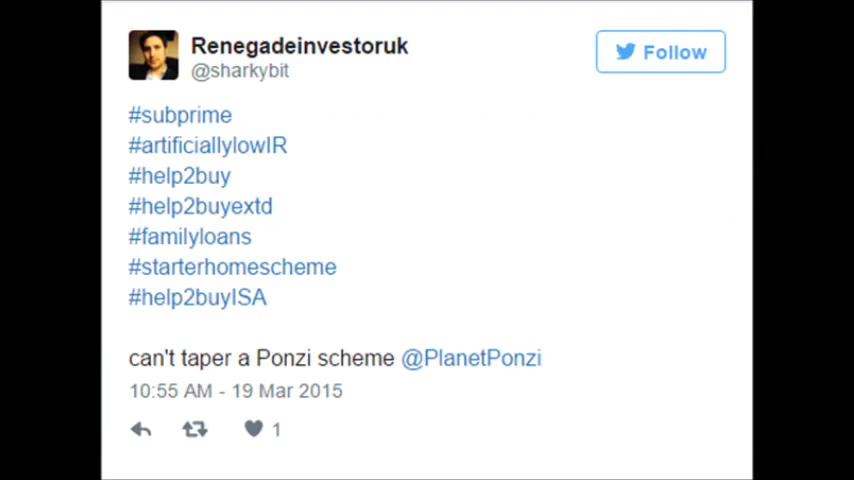 Renegadeinvestoruk
@sharkybit
Follow
#subprime
#artificiallylowIR
#help2buy
#help2buyextd
#familyloans
#starterhomescheme
#help2buyISA
can't taper a Ponzi scheme @PlanetPonzi
10:55 AM - 19 Mar 2015
1